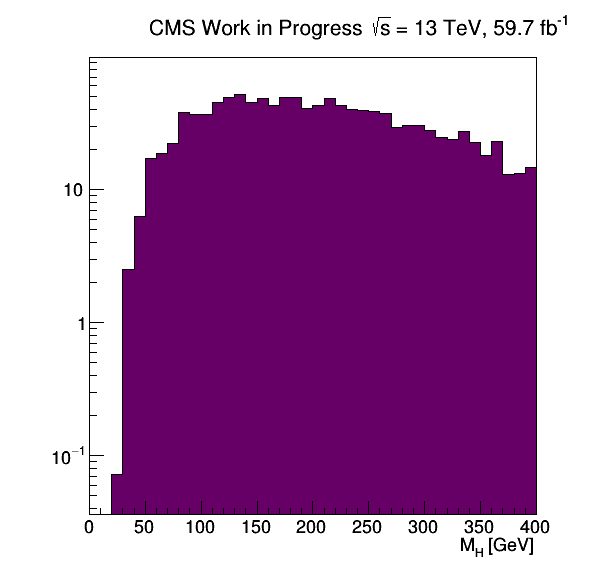 CMS Work in Progress √s = 13 TeV, 59.7 fb⁻¹
10
1
10⁻¹
0 50 100 150 200 250 300 350 400
M_H [GeV]